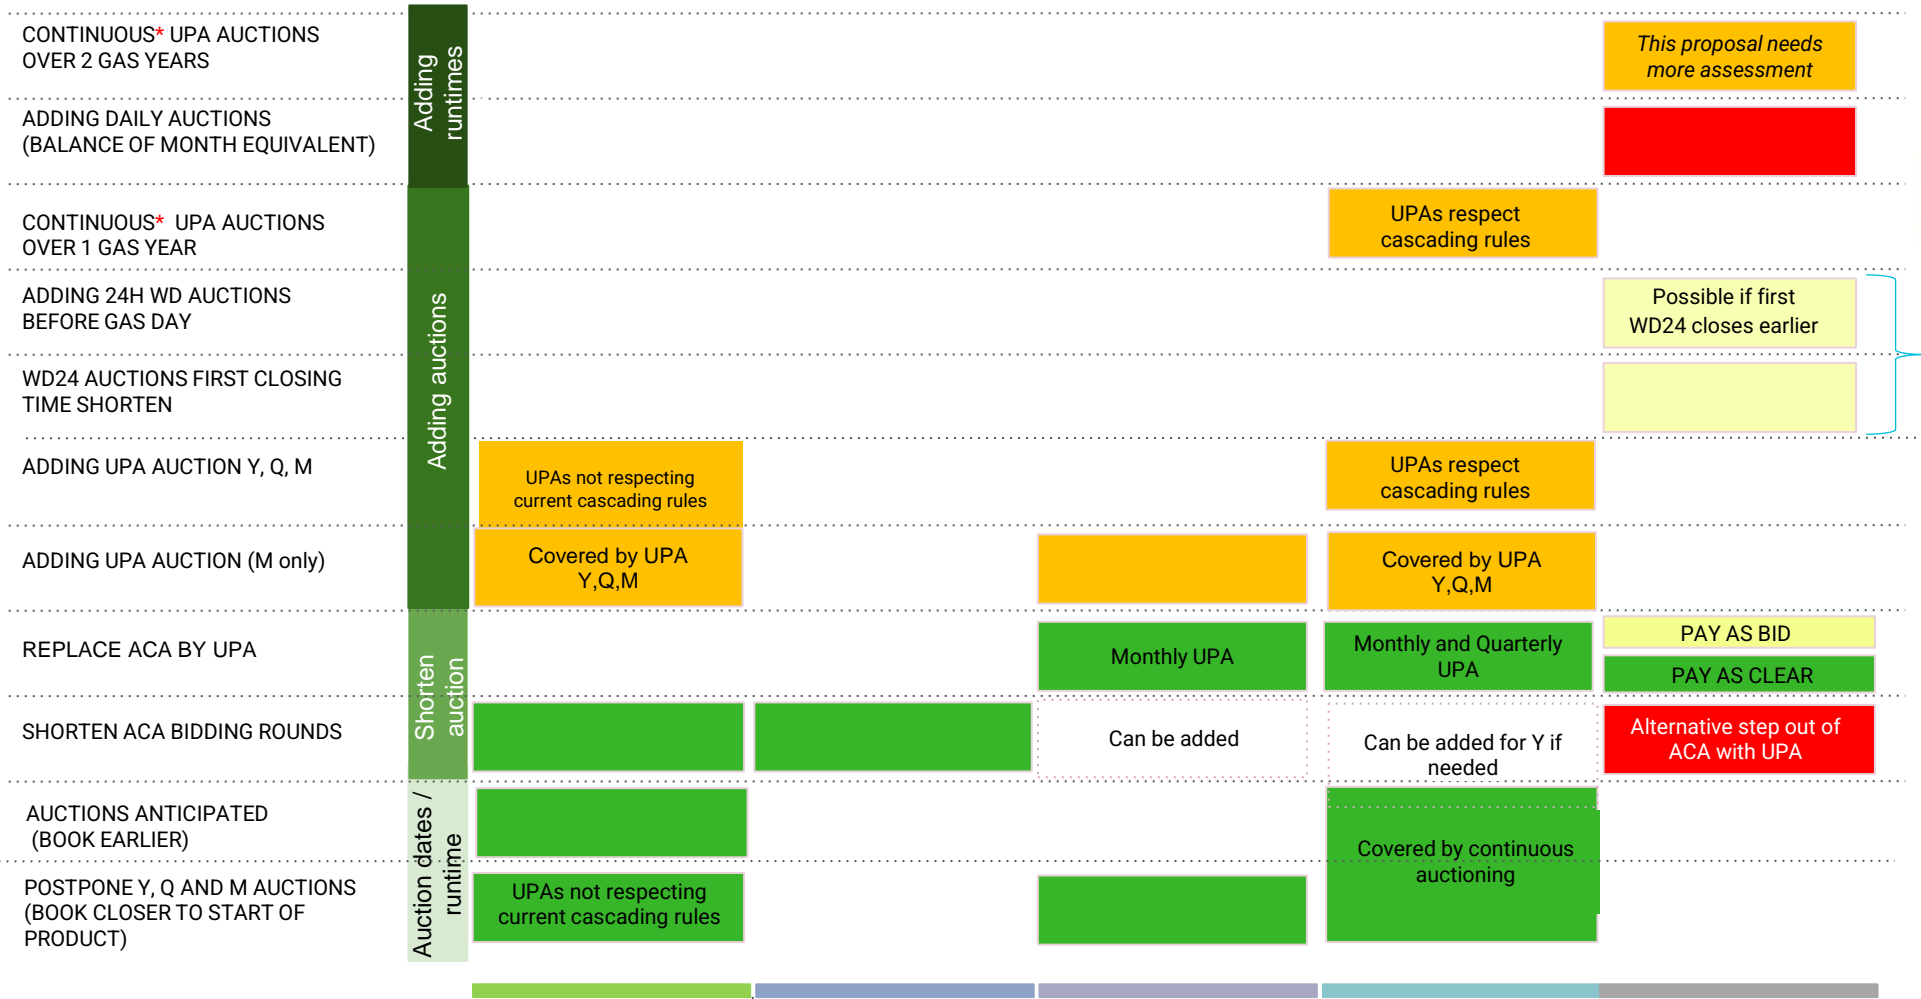 CONTINUOUS* UPA AUCTIONS
OVER 2 GAS YEARS
This proposal needs
more assessment
ADDING DAILY AUCTIONS
(BALANCE OF MONTH EQUIVALENT)
Adding
runtimes
CONTINUOUS* UPA AUCTIONS
OVER 1 GAS YEAR
UPAs respect
cascading rules
ADDING 24H WD AUCTIONS
BEFORE GAS DAY
Possible if first
WD24 closes earlier
WD24 AUCTIONS FIRST CLOSING
TIME SHORTEN
Adding auctions
ADDING UPA AUCTION Y, Q, M
UPAs not respecting
current cascading rules
UPAs respect
cascading rules
ADDING UPA AUCTION (M only)
Covered by UPA
Y,Q,M
Covered by UPA
Y,Q,M
REPLACE ACA BY UPA
Monthly UPA
Monthly and Quarterly
UPA
PAY AS BID
PAY AS CLEAR
Shorten
auction
SHORTEN ACA BIDDING ROUNDS
Can be added
Can be added for Y if
needed
Alternative step out of
ACA with UPA
AUCTIONS ANTICIPATED
(BOOK EARLIER)
Auction dates /
runtime
Covered by continuous
auctioning
POSTPONE Y, Q AND M AUCTIONS
(BOOK CLOSER TO START OF
PRODUCT)
UPAs not respecting
current cascading rules